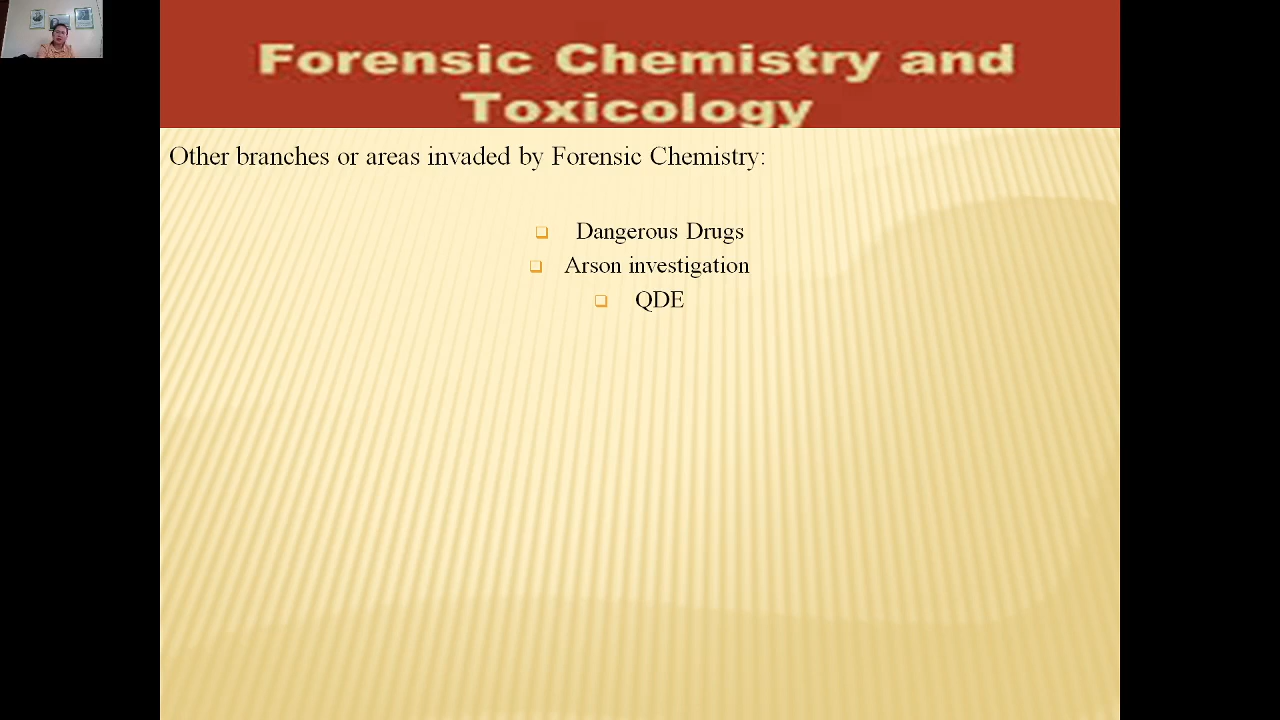 Forensic Chemistry and
Toxicology
Other branches or areas invaded by Forensic Chemistry:
Dangerous Drugs
Arson investigation
QDE